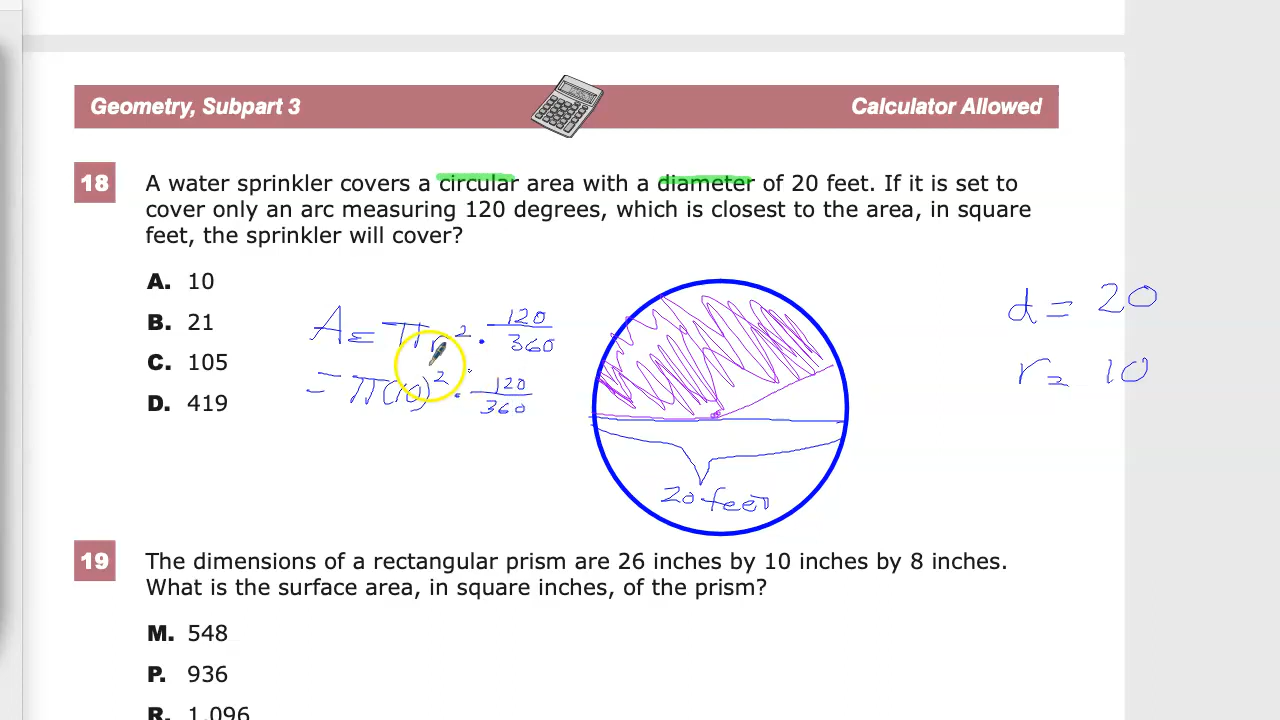 Geometry, Subpart 3 Calculator Allowed
18 A water sprinkler covers a circular area with a diameter of 20 feet. If it is set to
cover only an arc measuring 120 degrees, which is closest to the area, in square
feet, the sprinkler will cover?
A. 10
B. 21
C. 105
D. 419
A = πr² · 120/360
= π(10)² · 120/360
20 feet
d = 20
r = 10
19 The dimensions of a rectangular prism are 26 inches by 10 inches by 8 inches.
What is the surface area, in square inches, of the prism?
M. 548
P. 936
R. 1,096